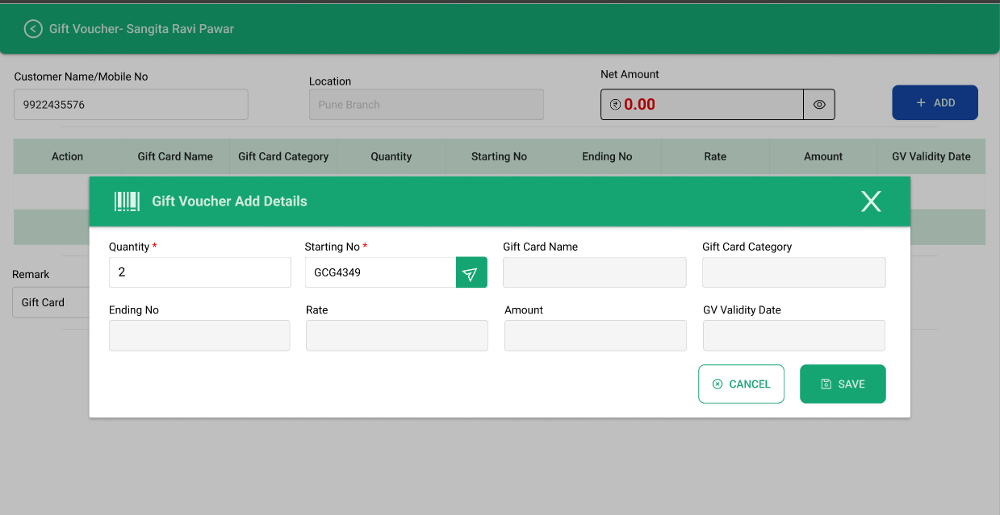 Gift Voucher- Sangita Ravi Pawar
Customer Name/Mobile No
Location
Net Amount
9922435576
Pune Branch
₹ 0.00
+ ADD
Action Gift Card Name Gift Card Category Quantity Starting No Ending No Rate Amount GV Validity Date
Gift Voucher Add Details
X
Quantity * Starting No * Gift Card Name Gift Card Category
2 GCG4349
Remark
Gift Card
Ending No Rate Amount GV Validity Date
CANCEL SAVE